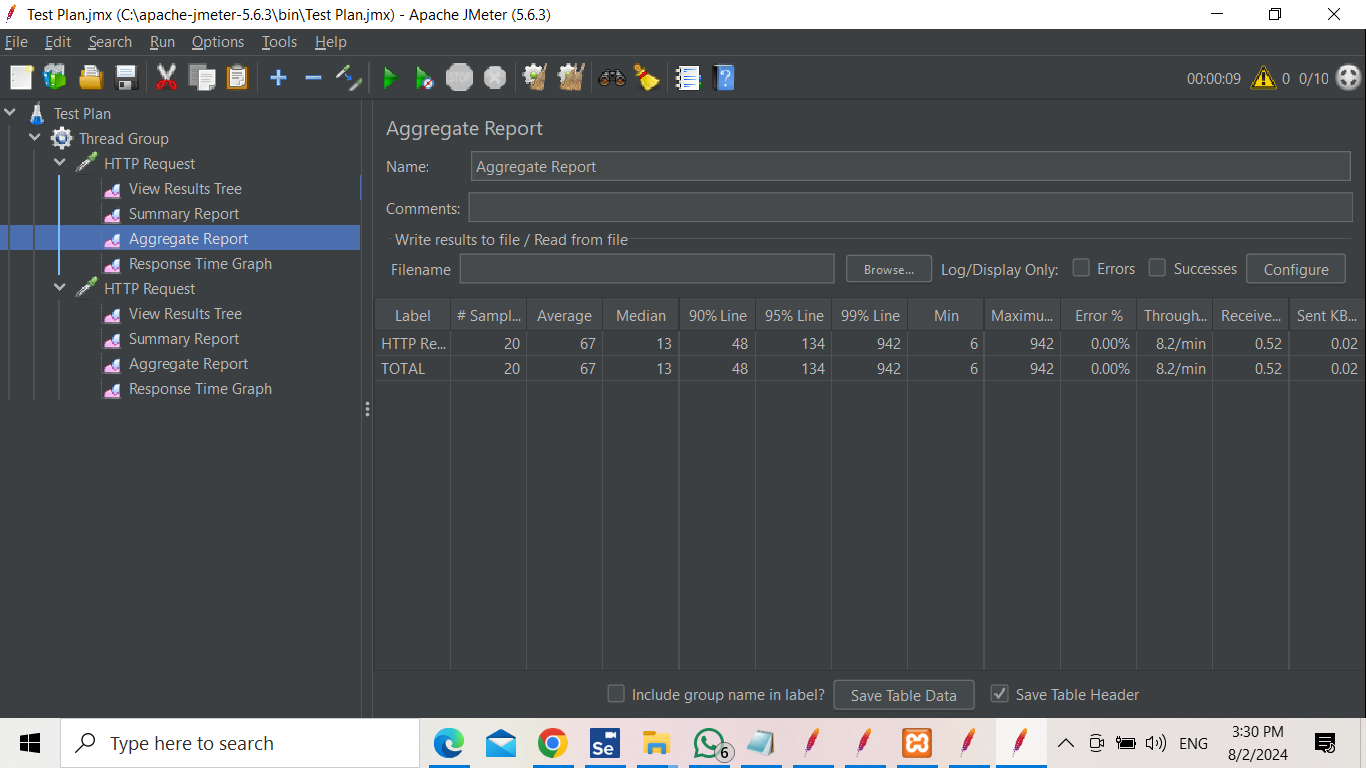 Test Plan.jmx (C:\apache-jmeter-5.6.3\bin\Test Plan.jmx) - Apache JMeter (5.6.3)
File Edit Search Run Options Tools Help
STOP 00:00:09 0 0/10
Test Plan
Thread Group
HTTP Request
View Results Tree
Summary Report
Aggregate Report
Response Time Graph
HTTP Request
View Results Tree
Summary Report
Aggregate Report
Response Time Graph
Aggregate Report
Name: Aggregate Report
Comments:
Write results to file / Read from file
Filename Browse... Log/Display Only: Errors Successes Configure
Label # Sampl... Average Median 90% Line 95% Line 99% Line Min Maximu... Error % Through... Receive... Sent KB...
HTTP Re... 20 67 13 48 134 942 6 942 0.00% 8.2/min 0.52 0.02
TOTAL 20 67 13 48 134 942 6 942 0.00% 8.2/min 0.52 0.02
Include group name in label? Save Table Data Save Table Header
Type here to search Se 6 ENG 3:30 PM
8/2/2024